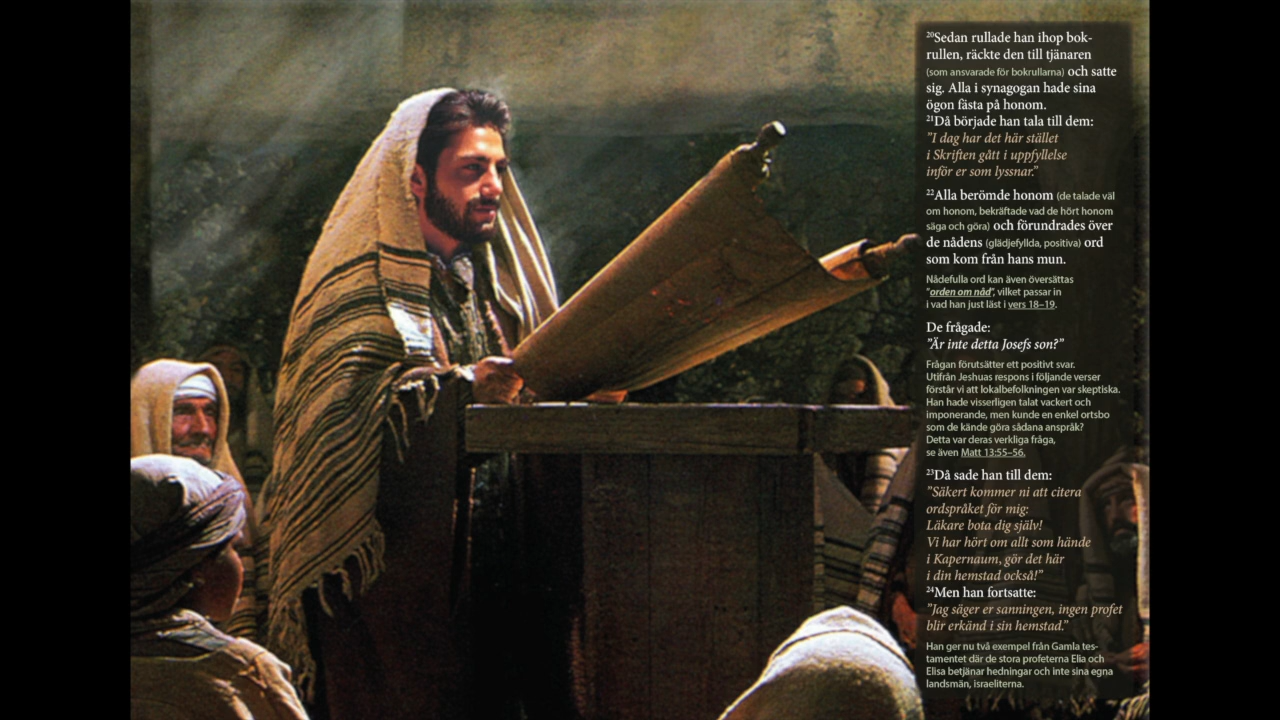 ²⁰Sedan rullade han ihop bok-
rullen, räckte den till tjänaren
(som ansvarade för bokrullarna) och satte
sig. Alla i synagogan hade sina
ögon fästa på honom.
²¹Då började han tala till dem:
”I dag har det här stället
i Skriften gått i uppfyllelse
inför er som lyssnar.”
²²Alla berömde honom (de talade väl
om honom, bekräftade vad de hört honom
säga och göra) och förundrades över
de nådens (glädjefyllda, positiva) ord
som kom från hans mun.
Nådefulla ord kan även översättas
”orden om nåd”, vilket passar in
i vad han just läst i vers 18–19.
De frågade:
”Är inte detta Josefs son?”
Frågan förutsätter ett positivt svar.
Utifrån Jeshuas respons i följande verser
förstår vi att lokalbefolkningen var skeptiska.
Han hade visserligen talat vackert och
imponerande, men kunde en enkel ortsbo
som de kände göra sådana anspråk?
Detta var deras verkliga fråga,
se även Matt 13:55–56.
²³Då sade han till dem:
”Säkert kommer ni att citera
ordspråket för mig:
Läkare bota dig själv!
Vi har hört om allt som hände
i Kapernaum, gör det här
i din hemstad också!”
²⁴Men han fortsatte:
”Jag säger er sanningen, ingen profet
blir erkänd i sin hemstad.”
Han ger nu två exempel från Gamla tes-
tamentet där de stora profeterna Elia och
Elisa betjänar hedningar och inte sina egna
landsmän, israeliterna.